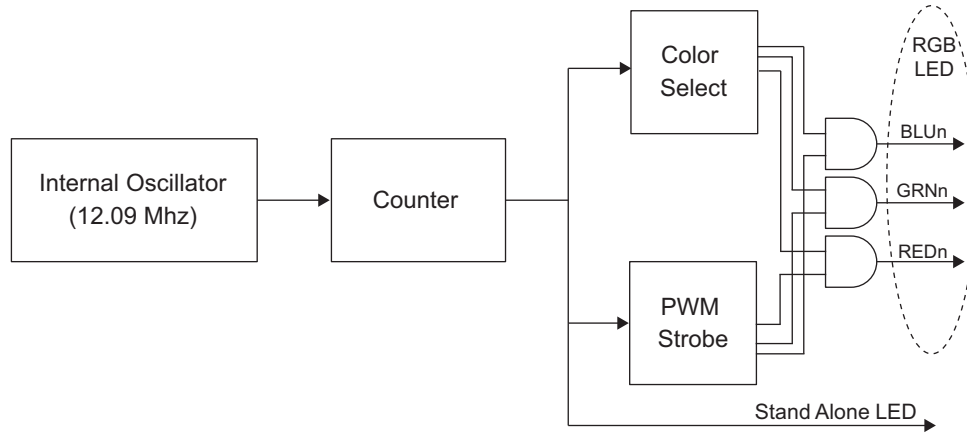 Internal Oscillator
(12.09 Mhz)
Counter
Color
Select
PWM
Strobe
RGB
LED
BLUn
GRNn
REDn
Stand Alone LED